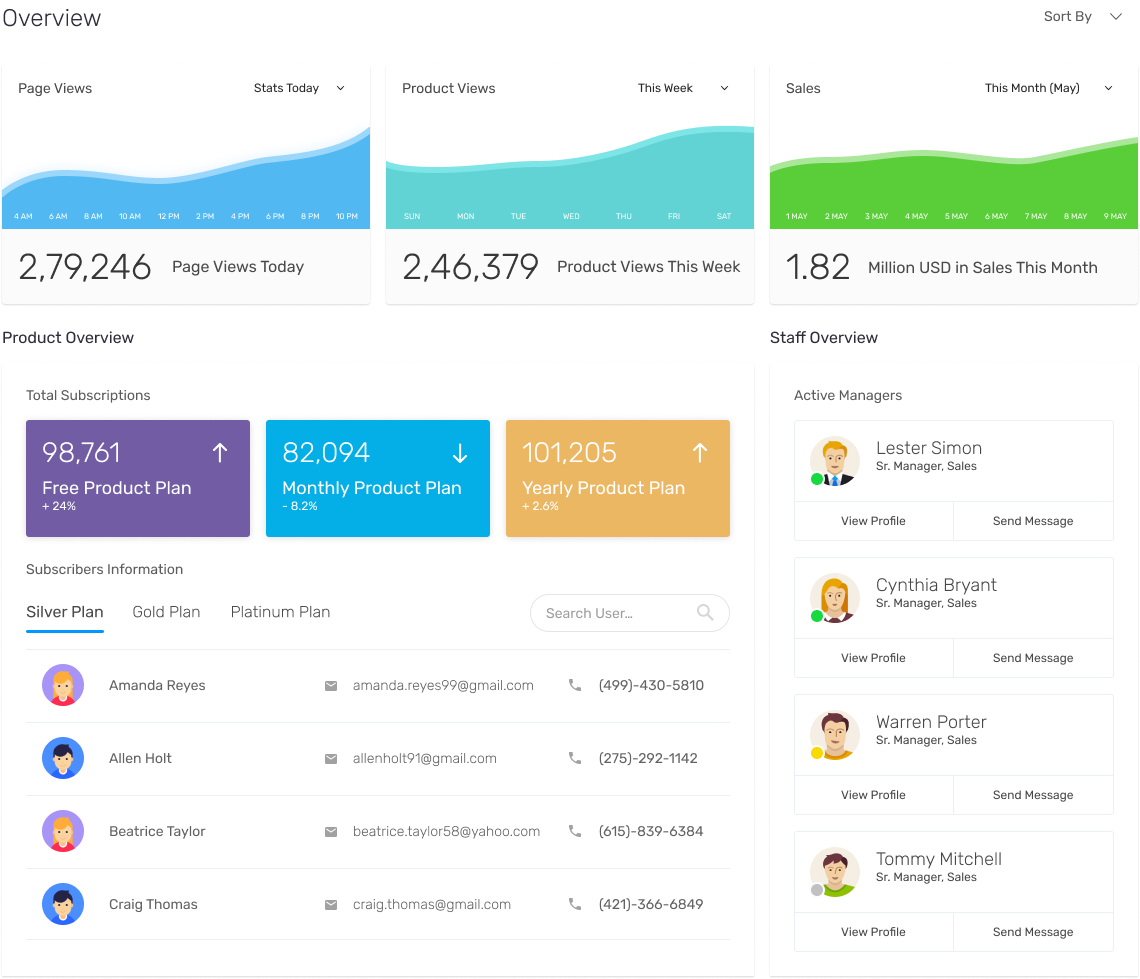 Overview
Sort By
Page Views
Stats Today
4 AM 6 AM 8 AM 10 AM 12 PM 2 PM 4 PM 6 PM 8 PM 10 PM
2,79,246 Page Views Today
Product Views
This Week
SUN MON TUE WED THU FRI SAT
2,46,379 Product Views This Week
Sales
This Month (May)
1 MAY 2 MAY 3 MAY 4 MAY 5 MAY 6 MAY 7 MAY 8 MAY 9 MAY
1.82 Million USD in Sales This Month
Product Overview
Total Subscriptions
98,761
Free Product Plan
+ 24%
82,094
Monthly Product Plan
- 8.2%
101,205
Yearly Product Plan
+ 2.6%
Subscribers Information
Silver Plan Gold Plan Platinum Plan
Search User...
Amanda Reyes amanda.reyes99@gmail.com (499)-430-5810
Allen Holt allenholt91@gmail.com (275)-292-1142
Beatrice Taylor beatrice.taylor58@yahoo.com (615)-839-6384
Craig Thomas craig.thomas@gmail.com (421)-366-6849
Staff Overview
Active Managers
Lester Simon
Sr. Manager, Sales
View Profile Send Message
Cynthia Bryant
Sr. Manager, Sales
View Profile Send Message
Warren Porter
Sr. Manager, Sales
View Profile Send Message
Tommy Mitchell
Sr. Manager, Sales
View Profile Send Message